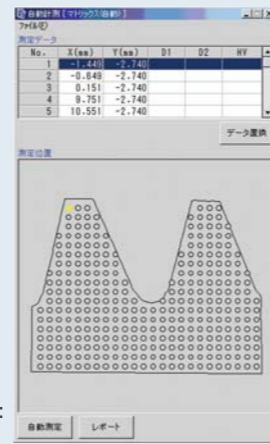 自動計測 [マトリックス/自動ト]
ファイル(F)
測定データ
No. X(mm) Y(mm) D1 D2 HV
1 -1.449 -2.740
2 -0.649 -2.740
3 0.151 -2.740
4 9.751 -2.740
5 10.551 -2.740
データ置換
測定位置
自動測定 レポート